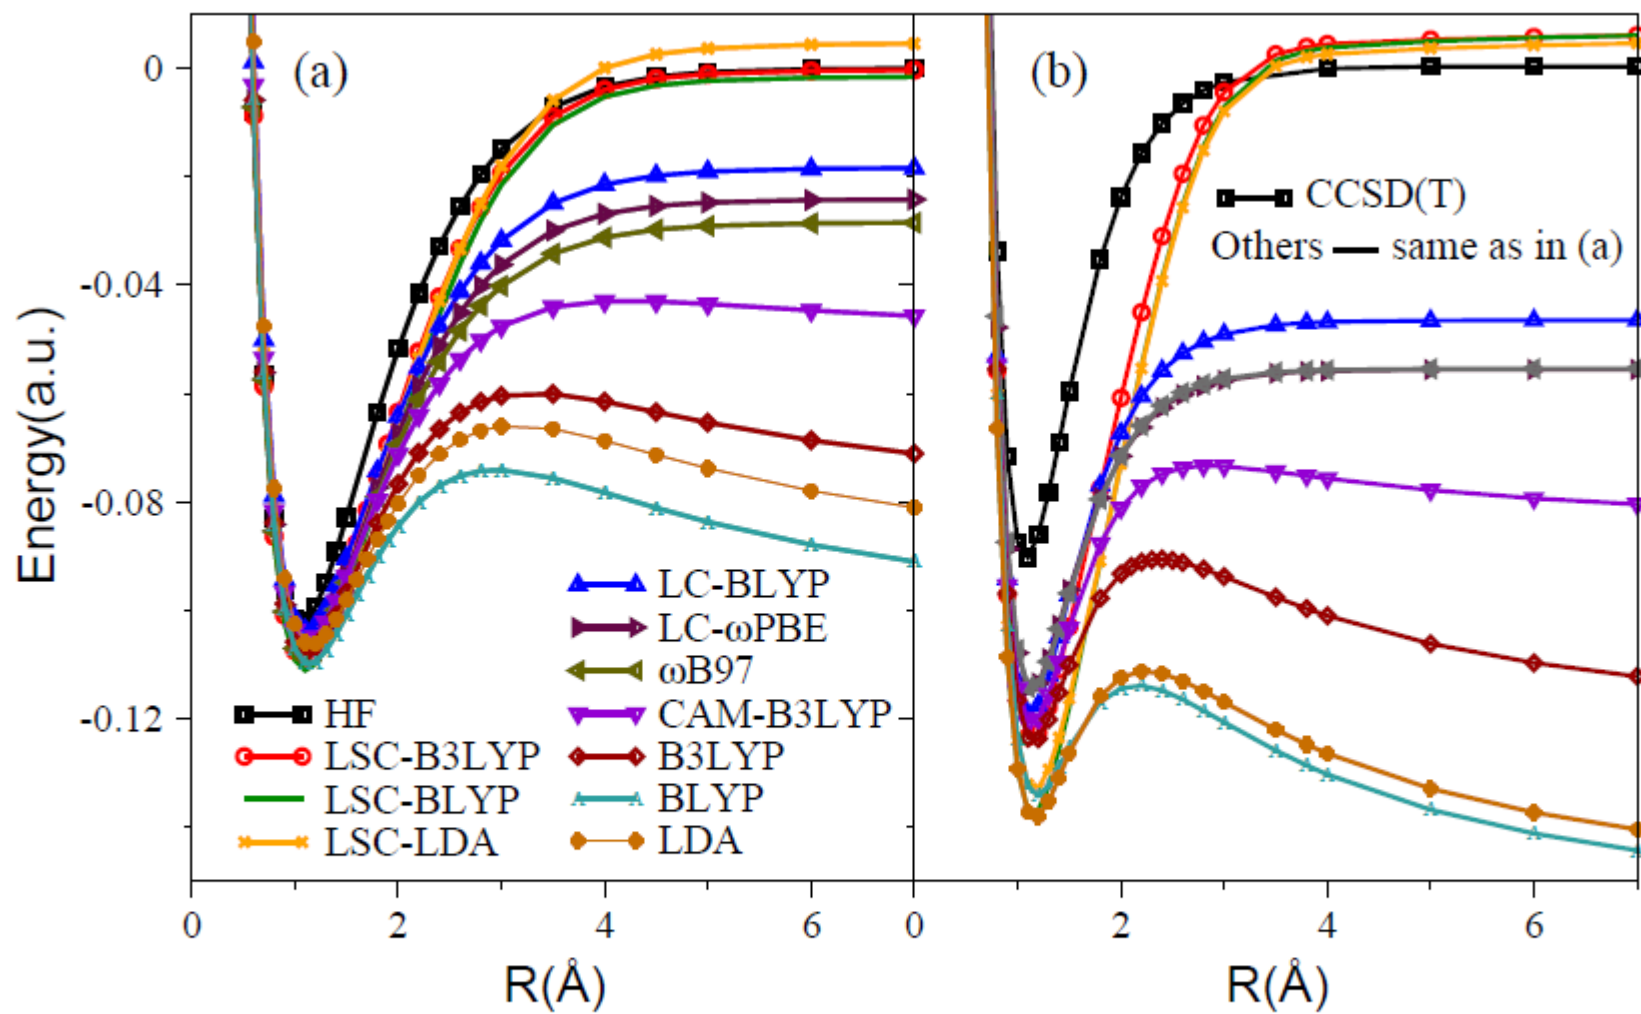 (a)
(b)
0
-0.04
-0.08
-0.12
Energy(a.u.)
CCSD(T)
Others — same as in (a)
HF
LSC-B3LYP
LSC-BLYP
LSC-LDA
LC-BLYP
LC-ωPBE
ωB97
CAM-B3LYP
B3LYP
BLYP
LDA
0 2 4 6 0 2 4 6
R(Å) R(Å)